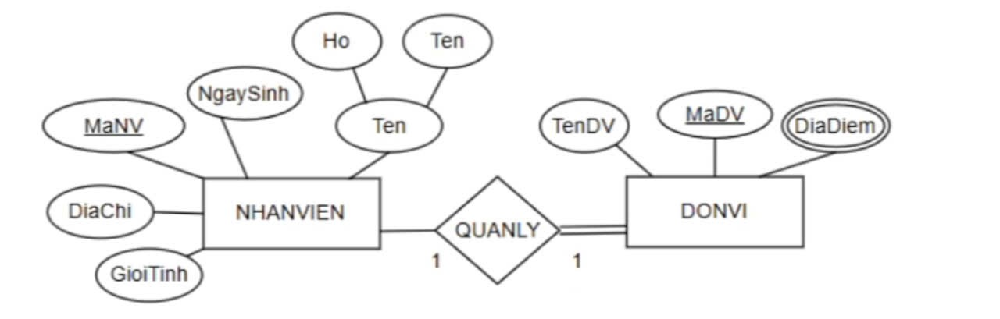 Ho
Ten
NgaySinh
MaNV
Ten
TenDV
MaDV
DiaDiem
DiaChi
NHANVIEN
QUANLY
DONVI
1
1
GioiTinh